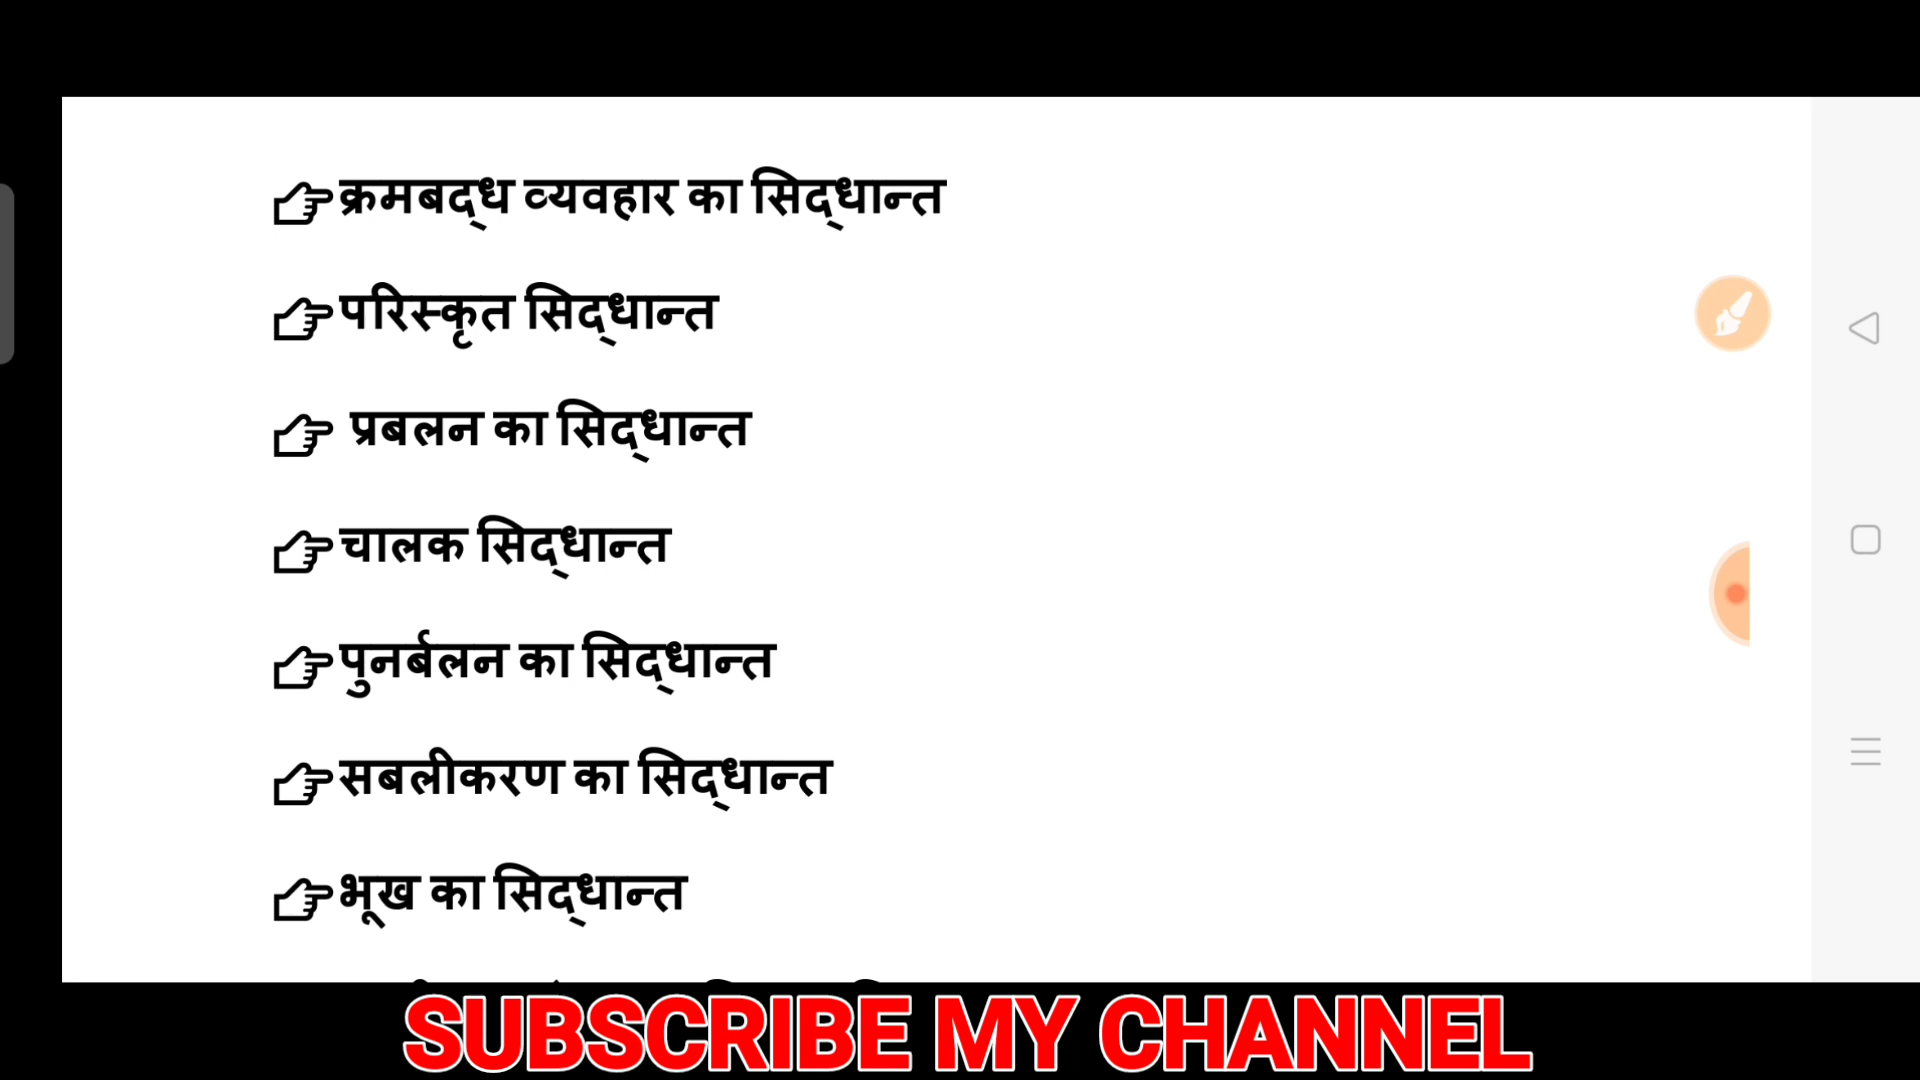 क्रमबद्ध व्यवहार का सिद्धान्त
परिस्कृत सिद्धान्त
प्रबलन का सिद्धान्त
चालक सिद्धान्त
पुनर्बलन का सिद्धान्त
सबलीकरण का सिद्धान्त
भूख का सिद्धान्त
SUBSCRIBE MY CHANNEL